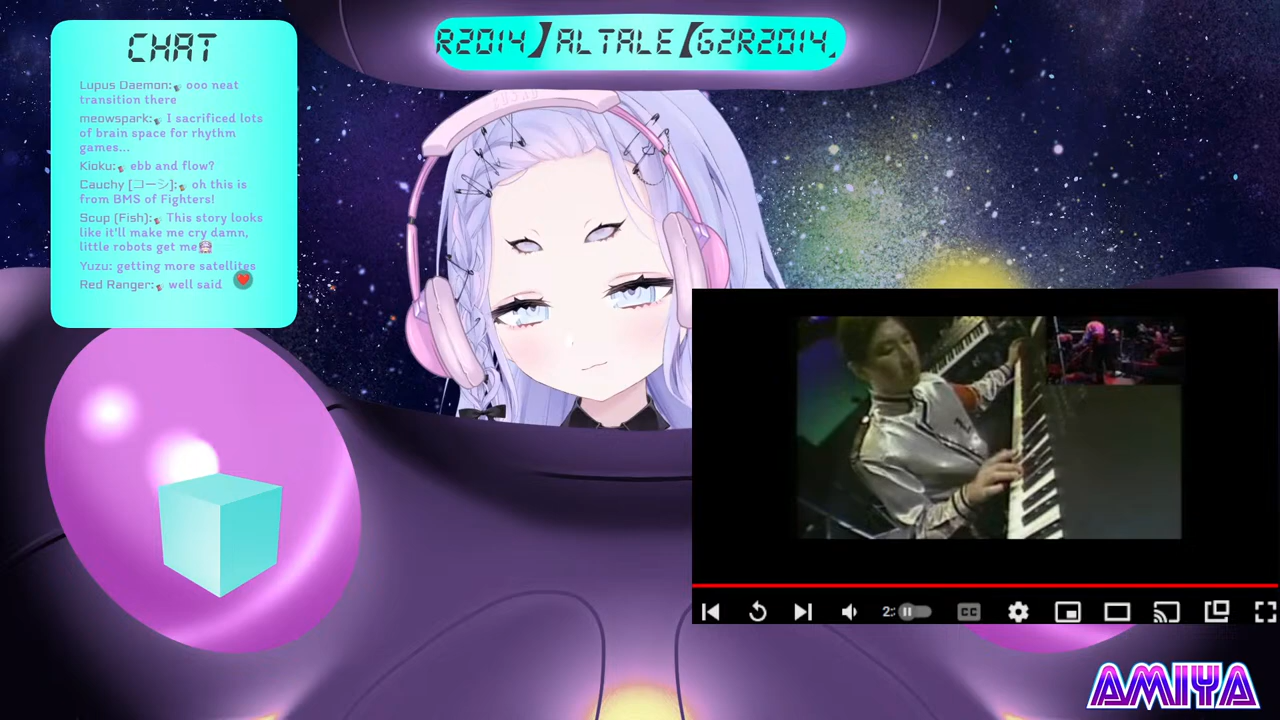 CHAT
R2014】ALTALE【G2R2014
Lupus Daemon: ooo neat
transition there
meowspark: I sacrificed lots
of brain space for rhythm
games...
Kioku: ebb and flow?
Cauchy [コーシ]: oh this is
from BMS of Fighters!
Scup (Fish): This story looks
like it'll make me cry damn,
little robots get me
Yuzu: getting more satellites
Red Ranger: well said
2:
CC
AMIYA